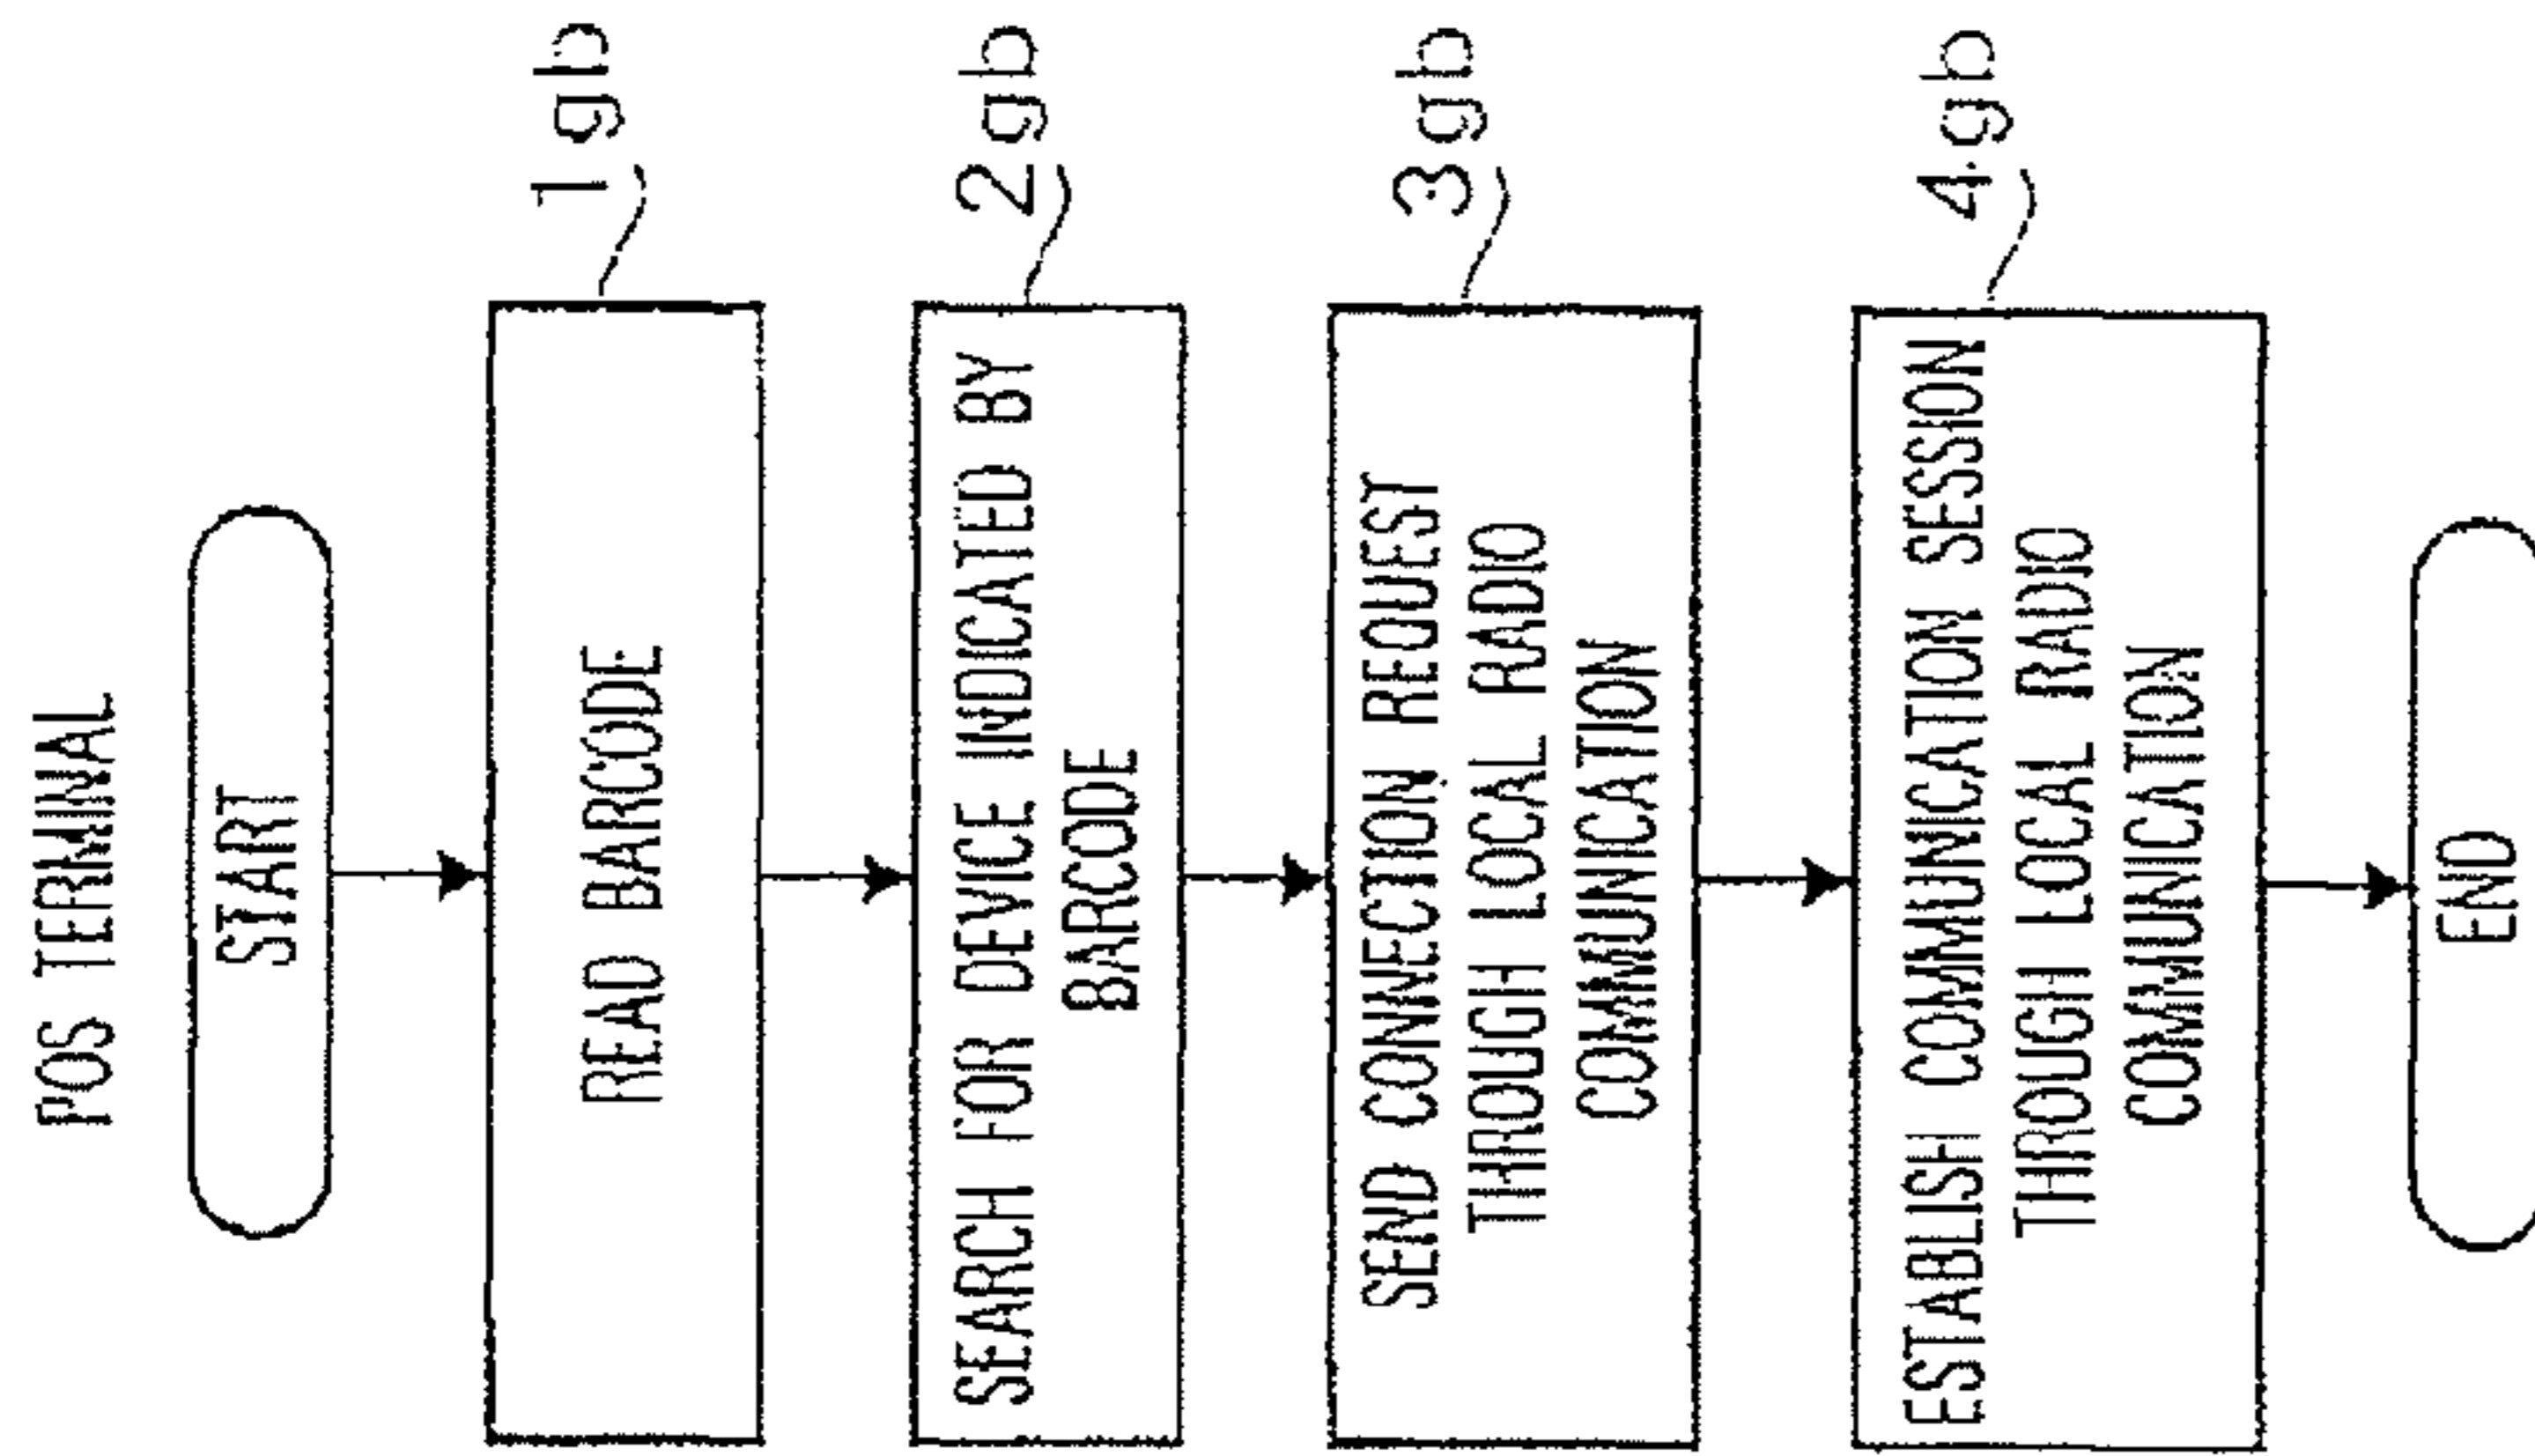 POS TERMINAL
START
READ BARCODE
1gb
SEARCH FOR DEVICE INDICATED BY
BARCODE
2gb
SEND CONNECTION REQUEST
THROUGH LOCAL RADIO
COMMUNICATION
3gb
ESTABLISH COMMUNICATION SESSION
THROUGH LOCAL RADIO
COMMUNICATION
4gb
END